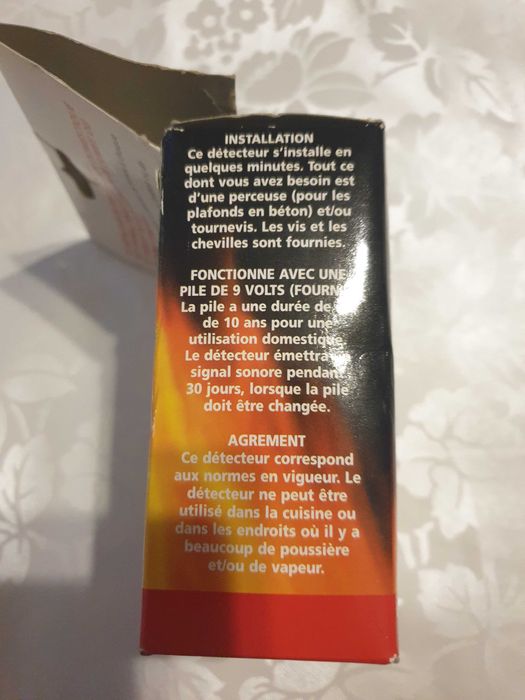 INSTALLATION
Ce détecteur s'installe en
quelques minutes. Tout ce
dont vous avez besoin est
d'une perceuse (pour les
plafonds en béton) et/ou
tournevis. Les vis et les
chevilles sont fournies.
FONCTIONNE AVEC UNE
PILE DE 9 VOLTS
La pile a une durée de
de 10 ans pour une
utilisation domestique
Le détecteur émettra
signal sonore pendant
30 jours, lorsque la pile
doit être changée.
AGREMENT
Ce détecteur correspond
aux normes en vigueur. Le
détecteur ne peut être
utilisé dans la cuisine ou
dans les endroits où il y a
beaucoup de poussière
et/ou de vapeur.